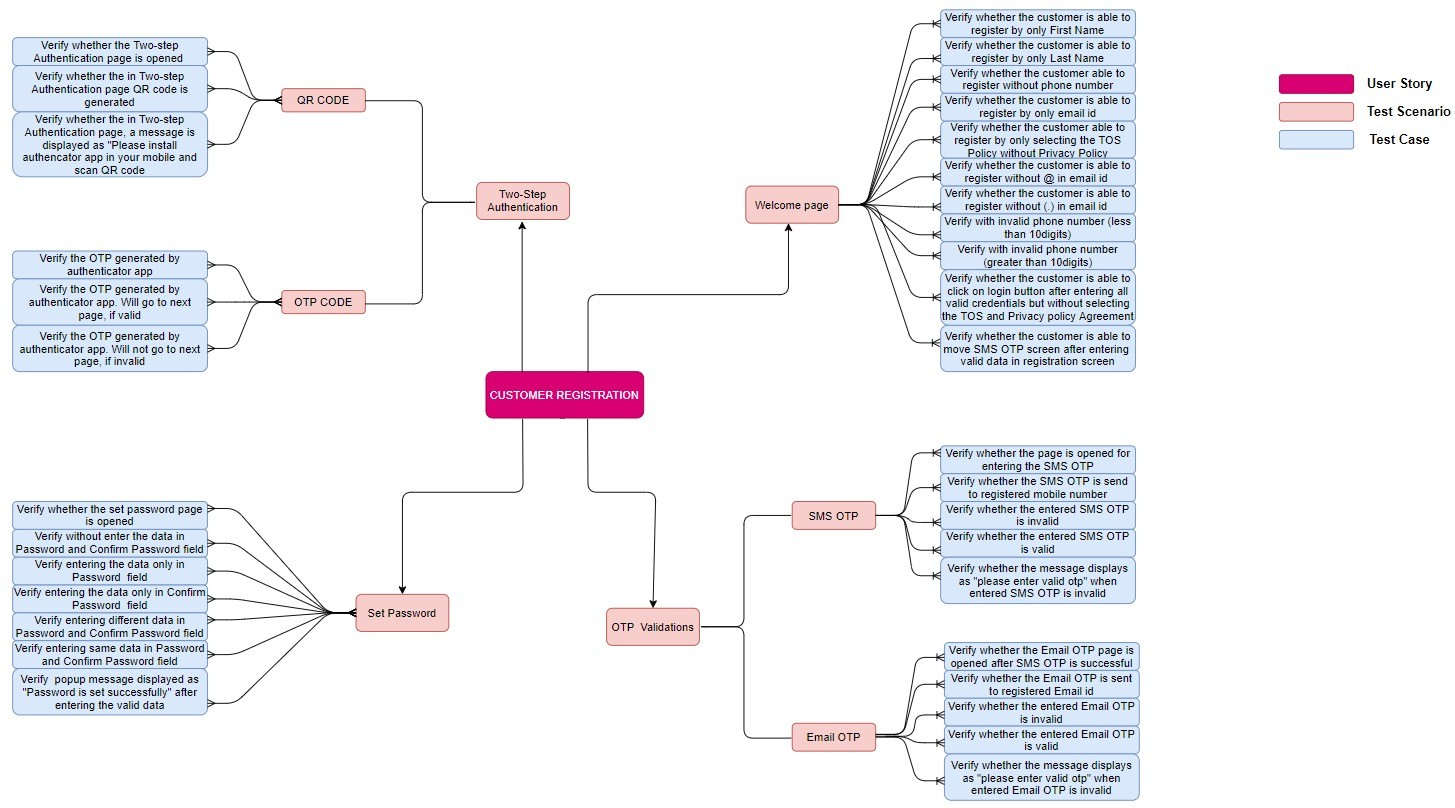 Verify whether the Two-step
Authentication page is opened
Verify whether the in Two-step
Authentication page QR code is
generated
Verify whether the in Two-step
Authentication page, a message is
displayed as "Please install
authencator app in your mobile and
scan QR code
QR CODE
Verify the OTP generated by
authenticator app
Verify the OTP generated by
authenticator app. Will go to next
page, if valid
Verify the OTP generated by
authenticator app. Will not go to next
page, if invalid
OTP CODE
Two-Step
Authentication
Welcome page
Verify whether the customer is able to
register by only First Name
Verify whether the customer is able to
register by only Last Name
Verify whether the customer able to
register without phone number
Verify whether the customer is able to
register by only email id
Verify whether the customer able to
register by only selecting the TOS
Policy without Privacy Policy
Verify whether the customer is able to
register without @ in email id
Verify whether the customer is able to
register without (.) in email id
Verify with invalid phone number (less
than 10digits)
Verify with invalid phone number
(greater than 10digits)
Verify whether the customer is able to
click on login button after entering all
valid credentials but without selecting
the TOS and Privacy policy Agreement
Verify whether the customer is able to
move SMS OTP screen after entering
valid data in registration screen
User Story
Test Scenario
Test Case
CUSTOMER REGISTRATION
Verify whether the set password page
is opened
Verify without enter the data in
Password and Confirm Password field
Verify entering the data only in
Password  field
Verify entering the data only in Confirm
Password  field
Verify entering different data in
Password and Confirm Password field
Verify entering same data in Password
and Confirm Password field
Verify  popup message displayed as
"Password is set successfully" after
entering the valid data
Set Password
OTP  Validations
SMS OTP
Verify whether the page is opened for
entering the SMS OTP
Verify whether the SMS OTP is send
to registered mobile number
Verify whether the entered SMS OTP
is invalid
Verify whether the entered SMS OTP
is valid
Verify whether the message displays
as "please enter valid otp" when
entered SMS OTP is invalid
Email OTP
Verify whether the Email OTP page is
opened after SMS OTP is successful
Verify whether the Email OTP is sent
to registered Email id
Verify whether the entered Email OTP
is invalid
Verify whether the entered Email OTP
is valid
Verify whether the message displays
as "please enter valid otp" when
entered Email OTP is invalid